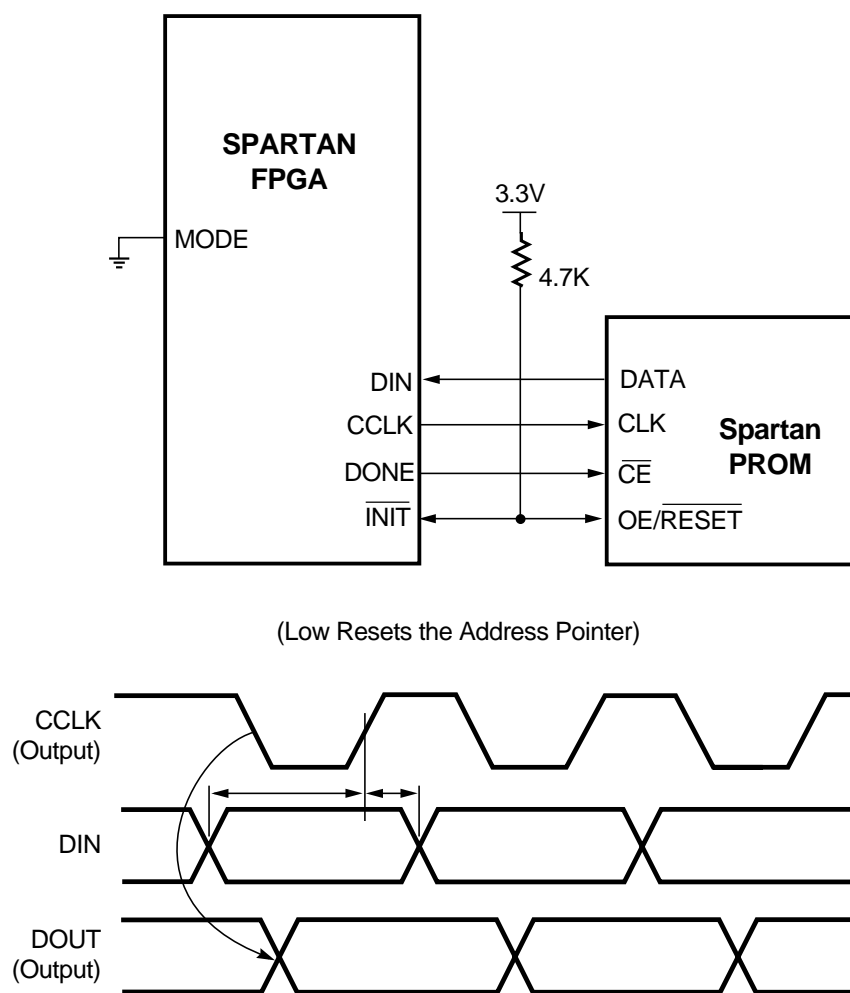 SPARTAN
FPGA
MODE
3.3V
4.7K
DIN
CCLK
DONE
INIT
DATA
CLK
CE
OE/RESET
Spartan
PROM
(Low Resets the Address Pointer)
CCLK
(Output)
DIN
DOUT
(Output)